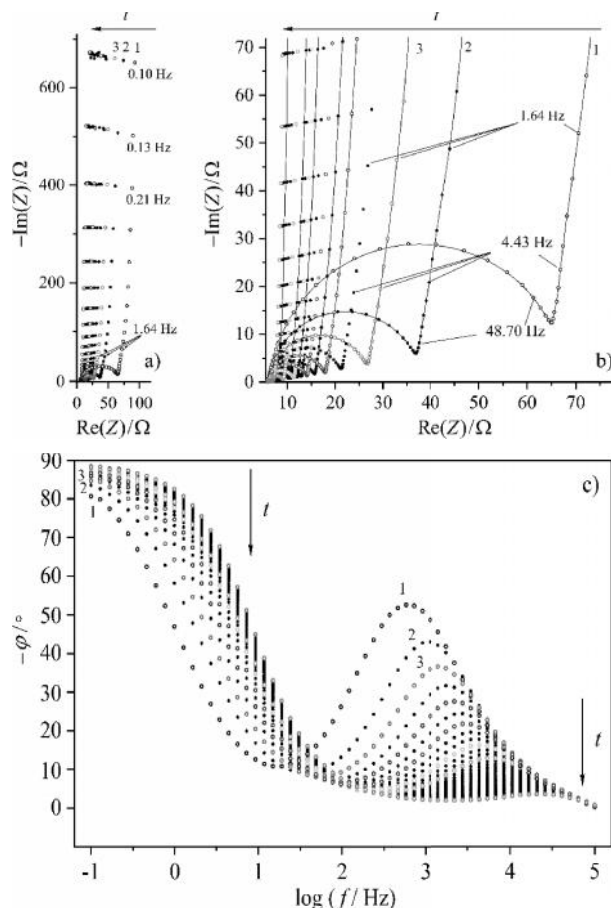 t
t
3 2 1
0.10 Hz
0.13 Hz
0.21 Hz
1.64 Hz
a)
−Im(Z)/Ω
600
400
200
0
0 50 100
Re(Z)/Ω
3
2
1
1.64 Hz
4.43 Hz
48.70 Hz
b)
−Im(Z)/Ω
70
60
50
40
30
20
10
0
10 20 30 40 50 60 70
Re(Z)/Ω
c)
t
t
1
2
3
3
2
1
−φ/°
90
80
70
60
50
40
30
20
10
0
-1 0 1 2 3 4 5
log (f / Hz)